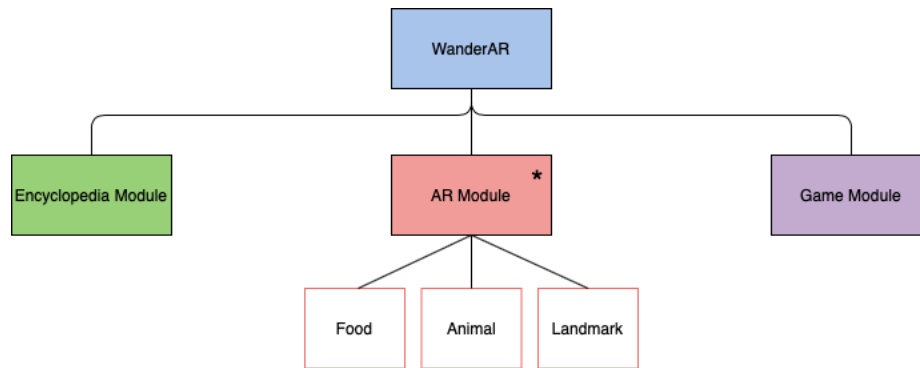 WanderAR
Encyclopedia Module
AR Module *
Game Module
Food
Animal
Landmark